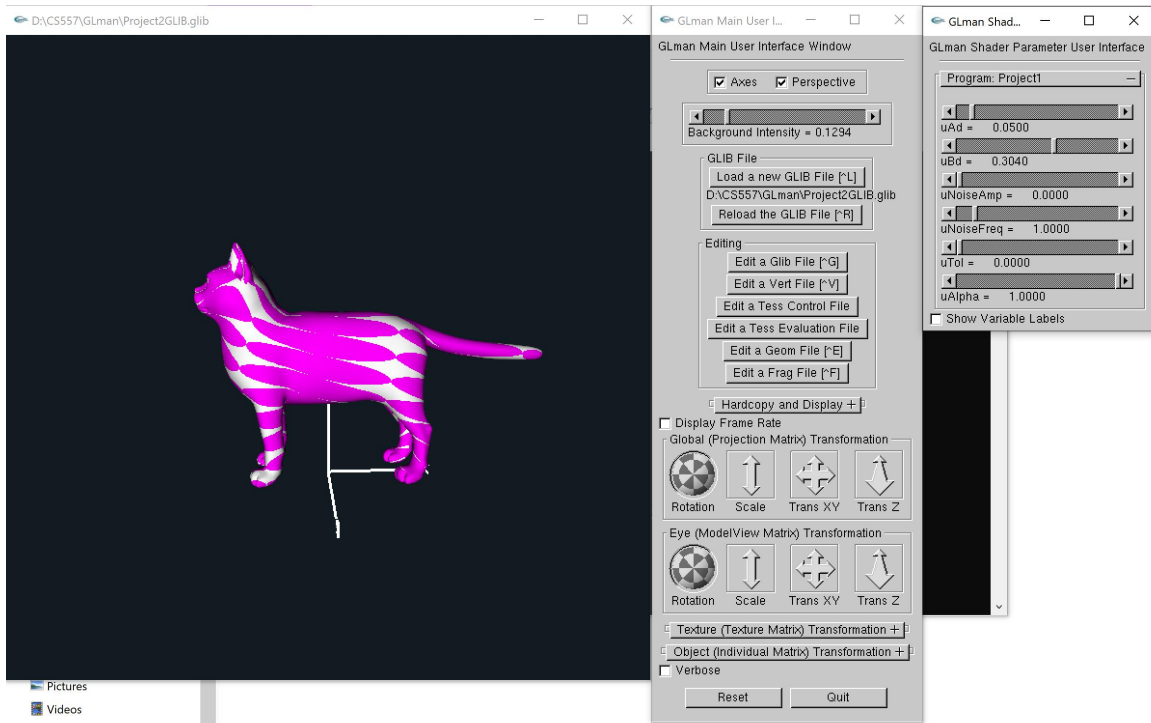 D:\CS557\GLman\Project2GLIB.glib
GLman Main User I...
GLman Main User Interface Window
Axes
Perspective
Background Intensity = 0.1294
GLIB File
Load a new GLIB File [^L]
D:\CS557\GLman\Project2GLIB.glib
Reload the GLIB File [^R]
Editing
Edit a Glib File [^G]
Edit a Vert File [^V]
Edit a Tess Control File
Edit a Tess Evaluation File
Edit a Geom File [^E]
Edit a Frag File [^F]
Hardcopy and Display +
Display Frame Rate
Global (Projection Matrix) Transformation
Rotation Scale Trans XY Trans Z
Eye (ModelView Matrix) Transformation
Rotation Scale Trans XY Trans Z
Texture (Texture Matrix) Transformation +
Object (Individual Matrix) Transformation +
Verbose
Reset Quit
GLman Shad...
GLman Shader Parameter User Interface
Program: Project1
uAd = 0.0500
uBd = 0.3040
uNoiseAmp = 0.0000
uNoiseFreq = 1.0000
uTol = 0.0000
uAlpha = 1.0000
Show Variable Labels
Pictures
Videos